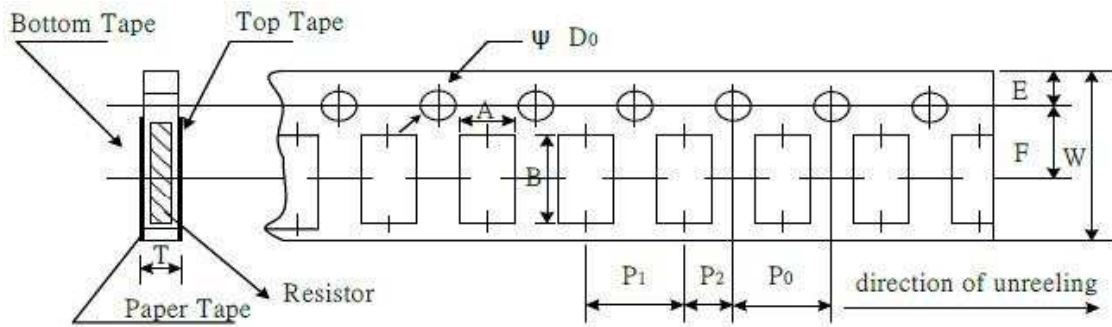 Bottom Tape
Top Tape
Ψ D0
E
A
F
W
B
T
P1
P2
P0
direction of unreeling
Resistor
Paper Tape